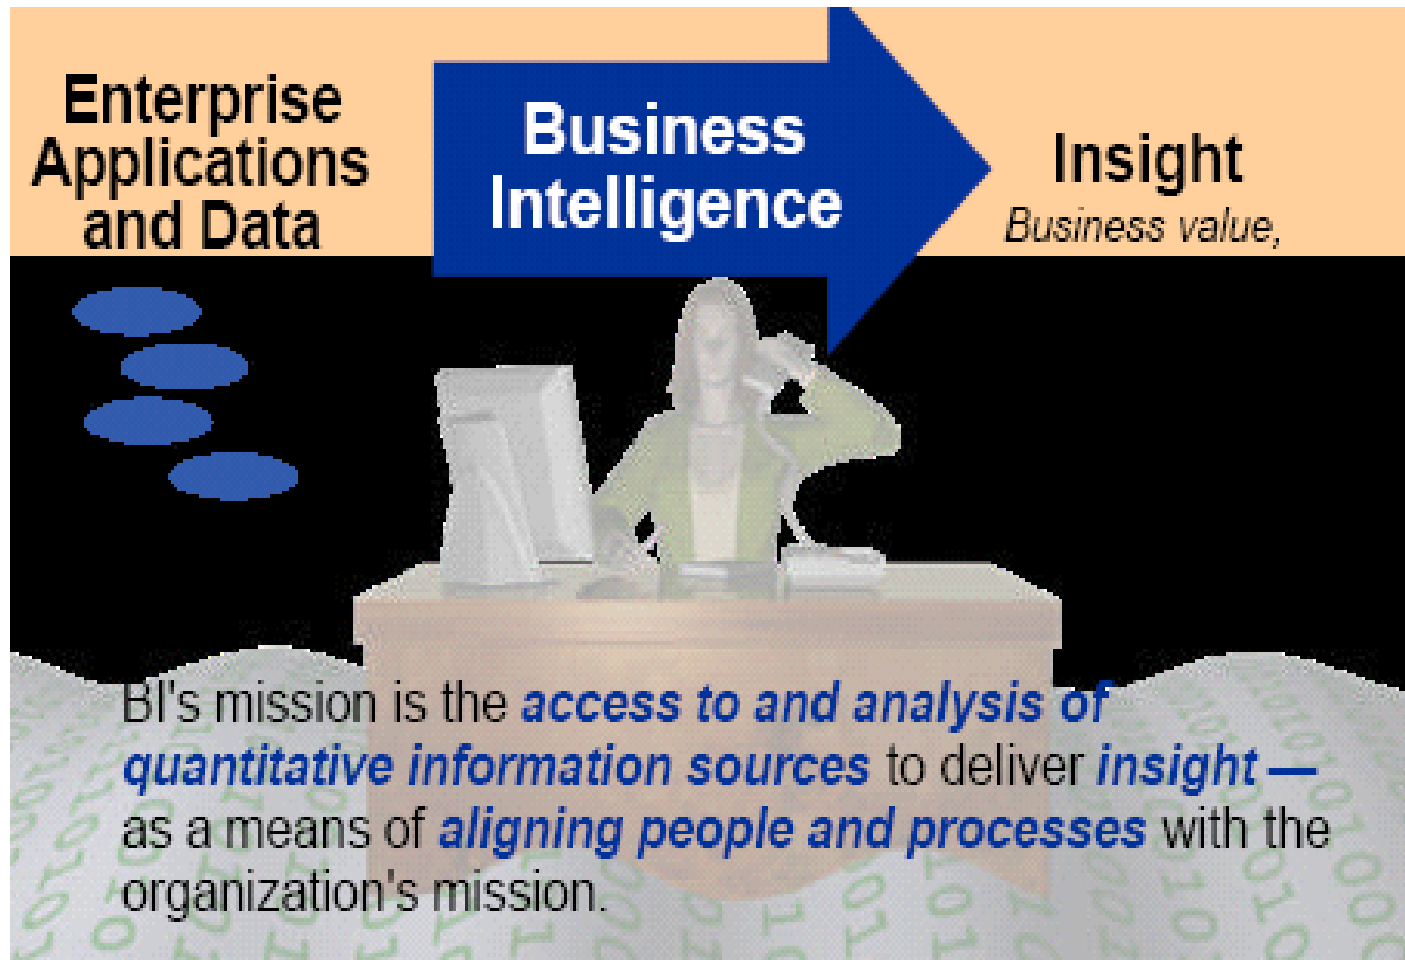 Enterprise
Applications
and Data
Business
Intelligence
Insight
Business value,
BI's mission is the access to and analysis of
quantitative information sources to deliver insight —
as a means of aligning people and processes with the
organization's mission.